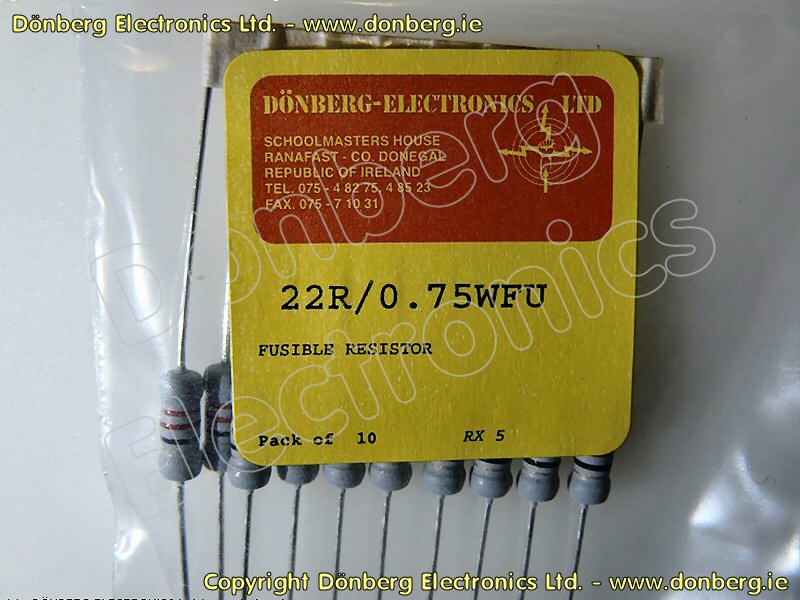 Dönberg Electronics Ltd. - www.donberg.ie
DÖNBERG-ELECTRONICS LTD
SCHOOLMASTERS HOUSE
RANAFAST - CO. DONEGAL
REPUBLIC OF IRELAND
TEL. 075 - 4 82 75, 4 85 23
FAX. 075 - 7 10 31
Donberg
Electronics
22R/0.75WFU
FUSIBLE RESISTOR
Pack of 10 RX 5
Copyright Dönberg Electronics Ltd. - www.donberg.ie